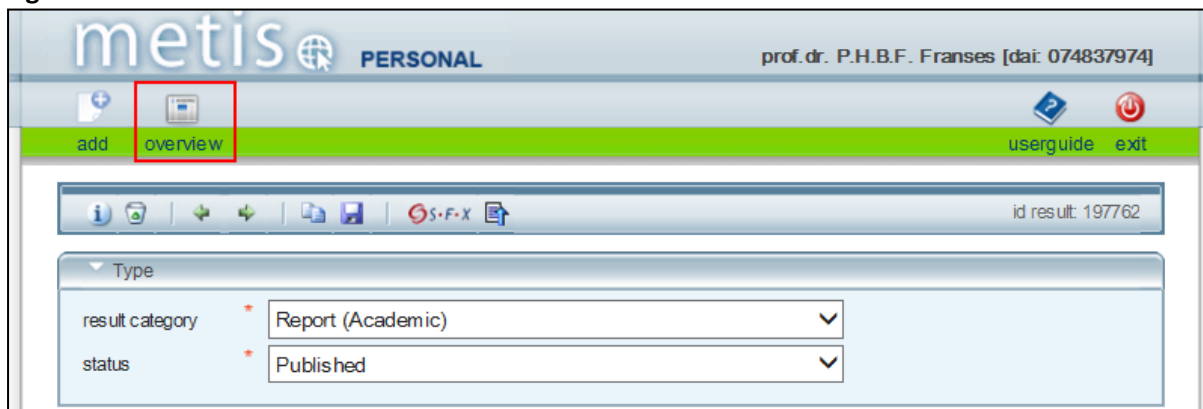 metis PERSONAL prof.dr. P.H.B.F. Franses [dai: 074837974]
add overview userguide exit
i S·F·X id result: 197762
Type
result category * Report (Academic)
status * Published